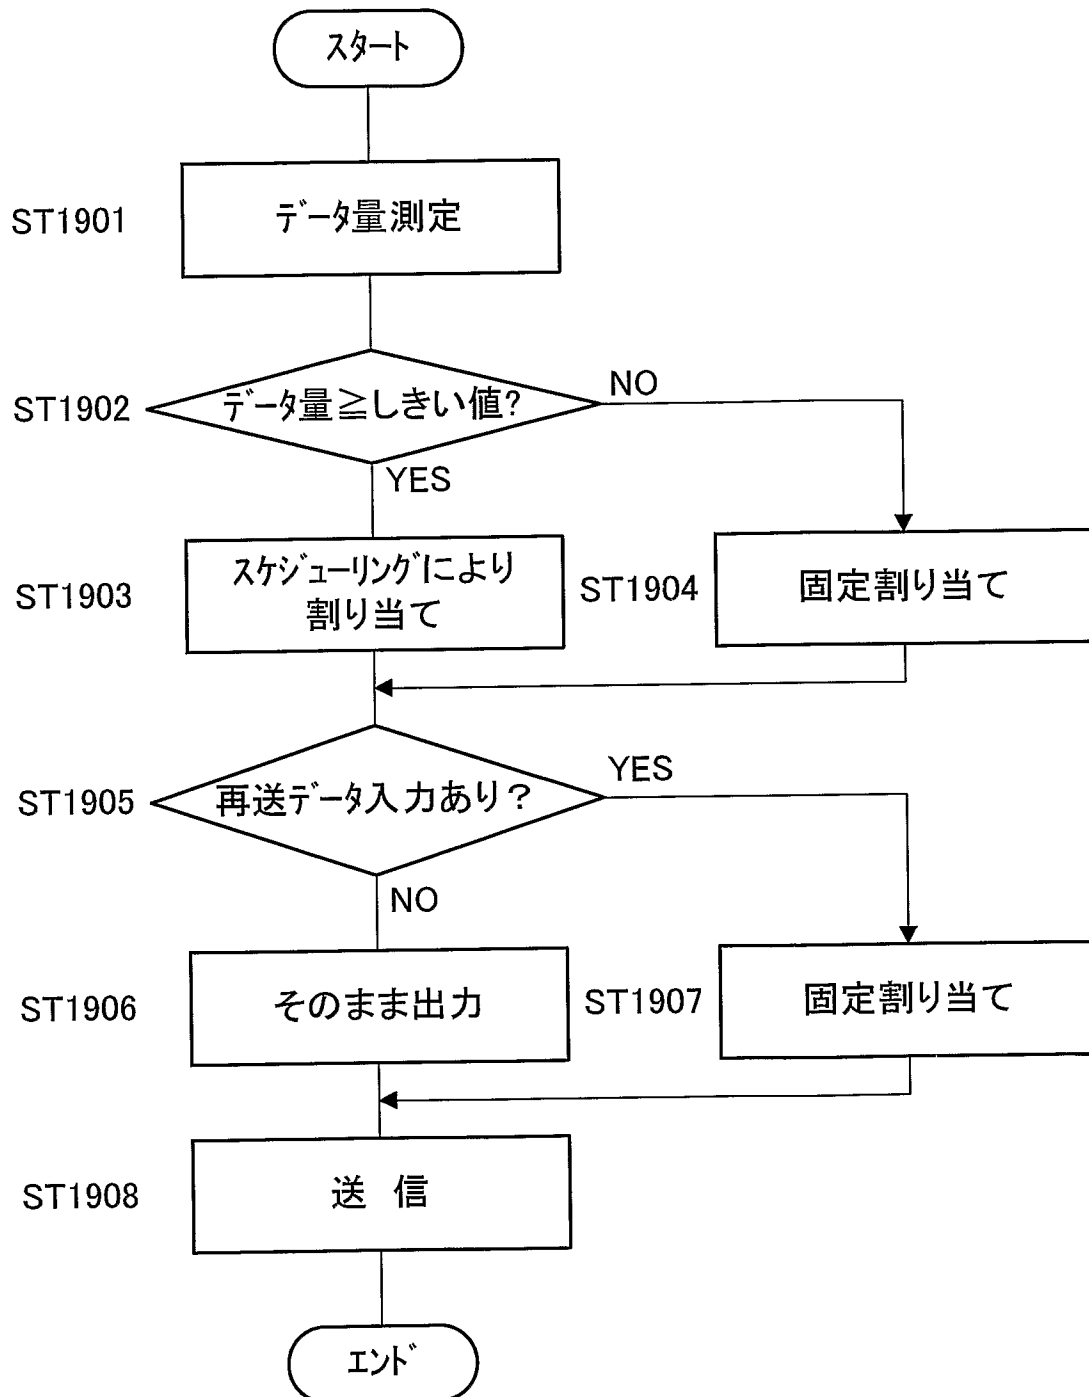 スタート
ST1901
データ量測定
ST1902
データ量≧しきい値?
NO
YES
ST1903
スケジューリングにより
割り当て
ST1904
固定割り当て
ST1905
再送データ入力あり？
YES
NO
ST1906
そのまま出力
ST1907
固定割り当て
ST1908
送 信
エンド